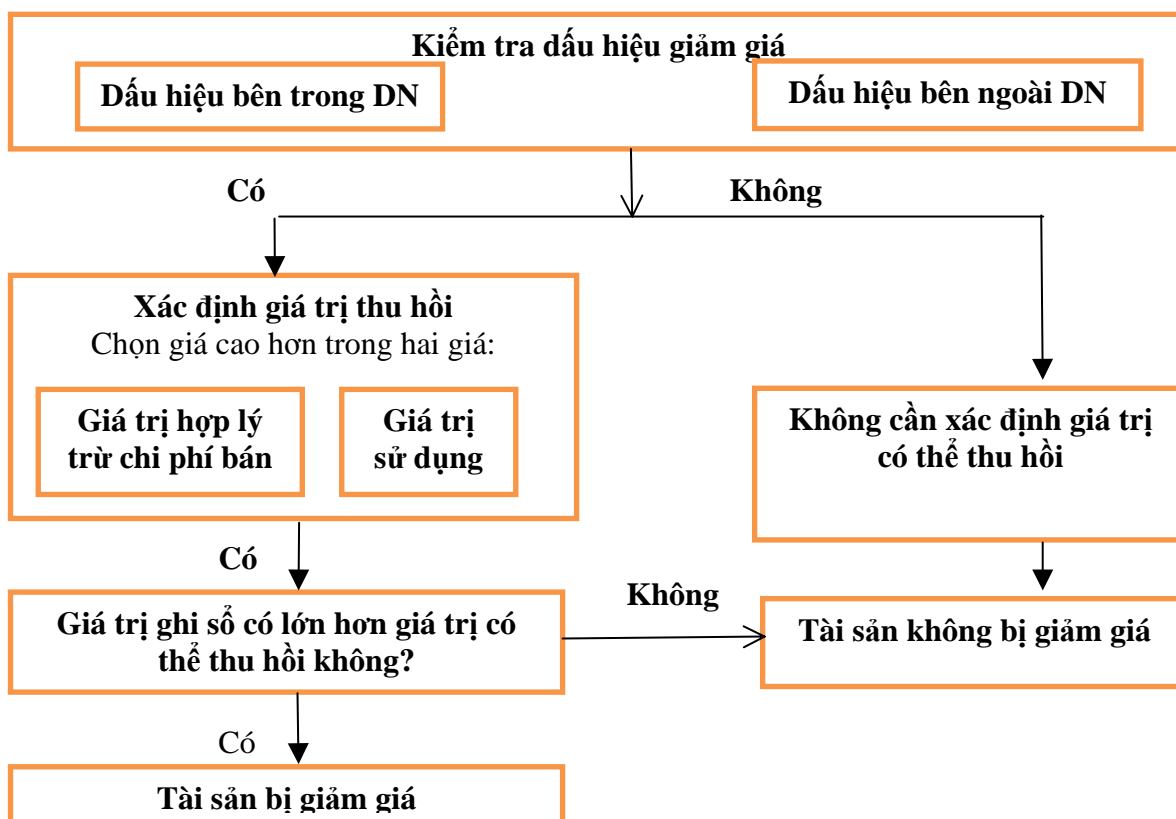 Kiểm tra dấu hiệu giảm giá
Dấu hiệu bên trong DN
Dấu hiệu bên ngoài DN
Có
Không
Xác định giá trị thu hồi
Chọn giá cao hơn trong hai giá:
Giá trị hợp lý
trừ chi phí bán
Giá trị
sử dụng
Không cần xác định giá trị
có thể thu hồi
Có
Giá trị ghi sổ có lớn hơn giá trị có
thể thu hồi không?
Không
Tài sản không bị giảm giá
Có
Tài sản bị giảm giá